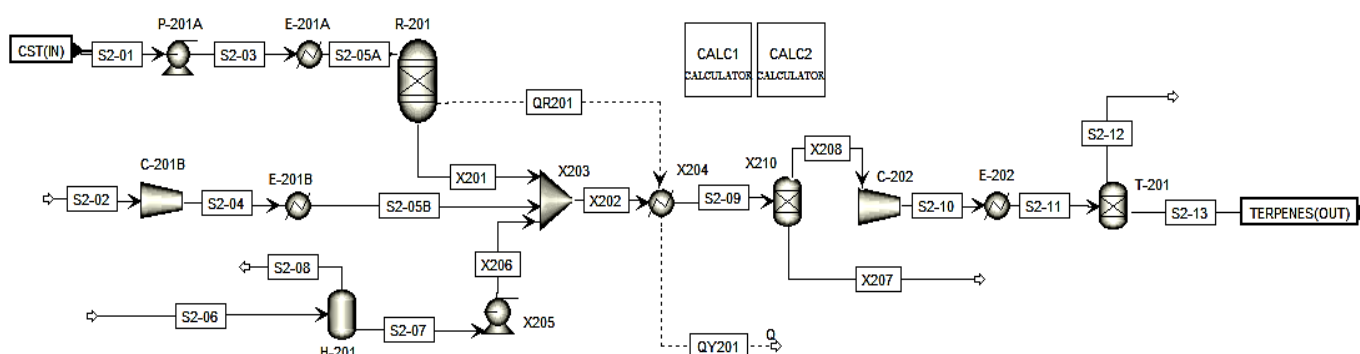 P-201A
E-201A
R-201
CST(IN)
S2-01
S2-03
S2-05A
CALC1
CALCULATOR
CALC2
CALCULATOR
QR201
S2-12
C-201B
E-201B
X201
X203
X204
X210
X208
C-202
E-202
T-201
S2-02
S2-04
S2-05B
X202
S2-09
S2-10
S2-11
S2-13
TERPENES(OUT)
X206
S2-08
X207
S2-06
S2-07
X205
H-201
QY201
Q